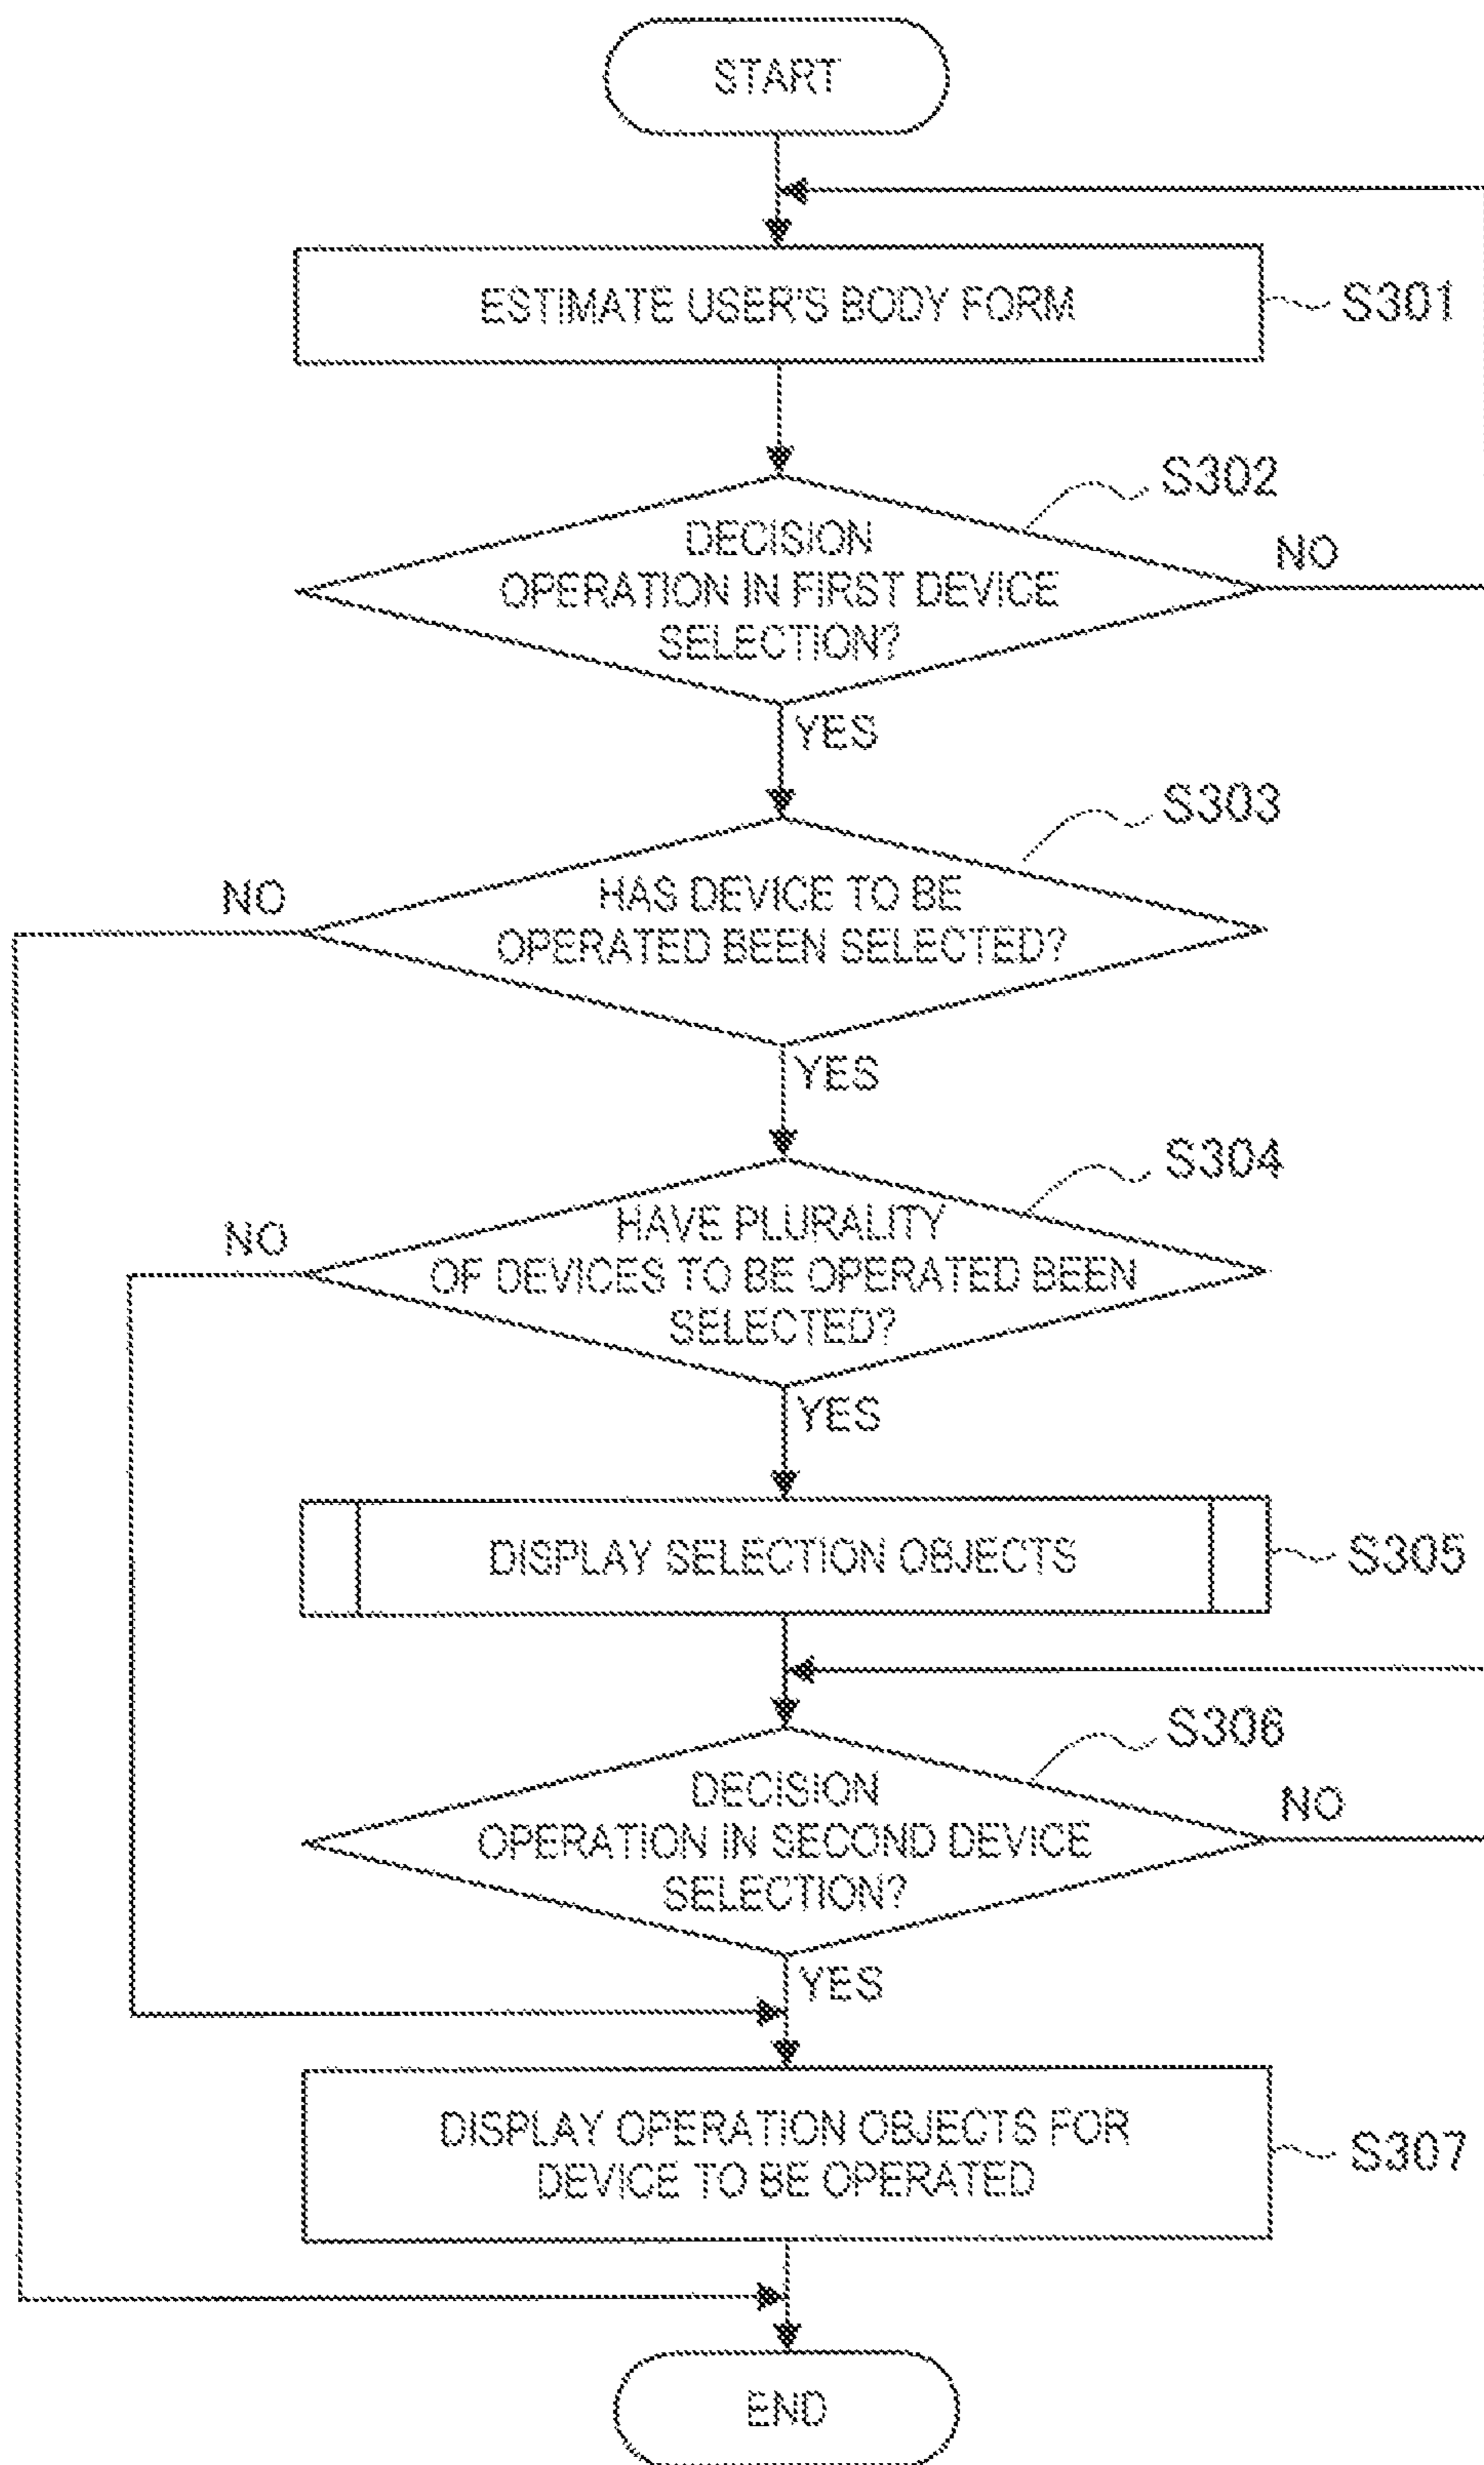 START
ESTIMATE USER'S BODY FORM
S301
S302
DECISION
OPERATION IN FIRST DEVICE
SELECTION?
NO
YES
S303
HAS DEVICE TO BE
OPERATED BEEN SELECTED?
NO
YES
S304
HAVE PLURALITY
OF DEVICES TO BE OPERATED BEEN
SELECTED?
NO
YES
DISPLAY SELECTION OBJECTS
S305
S306
DECISION
OPERATION IN SECOND DEVICE
SELECTION?
NO
YES
DISPLAY OPERATION OBJECTS FOR
DEVICE TO BE OPERATED
S307
END